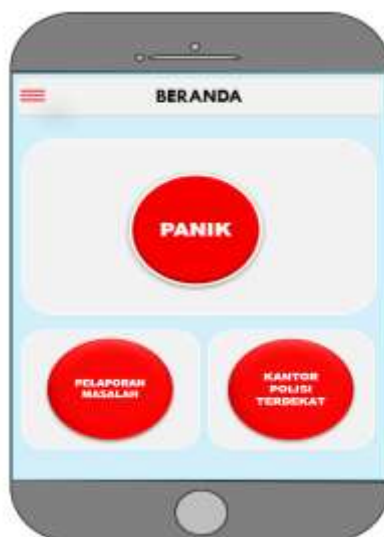 BERANDA
PANIK
PELAPORAN
MASALAH
KANTOR
POLISI
TERDEKAT